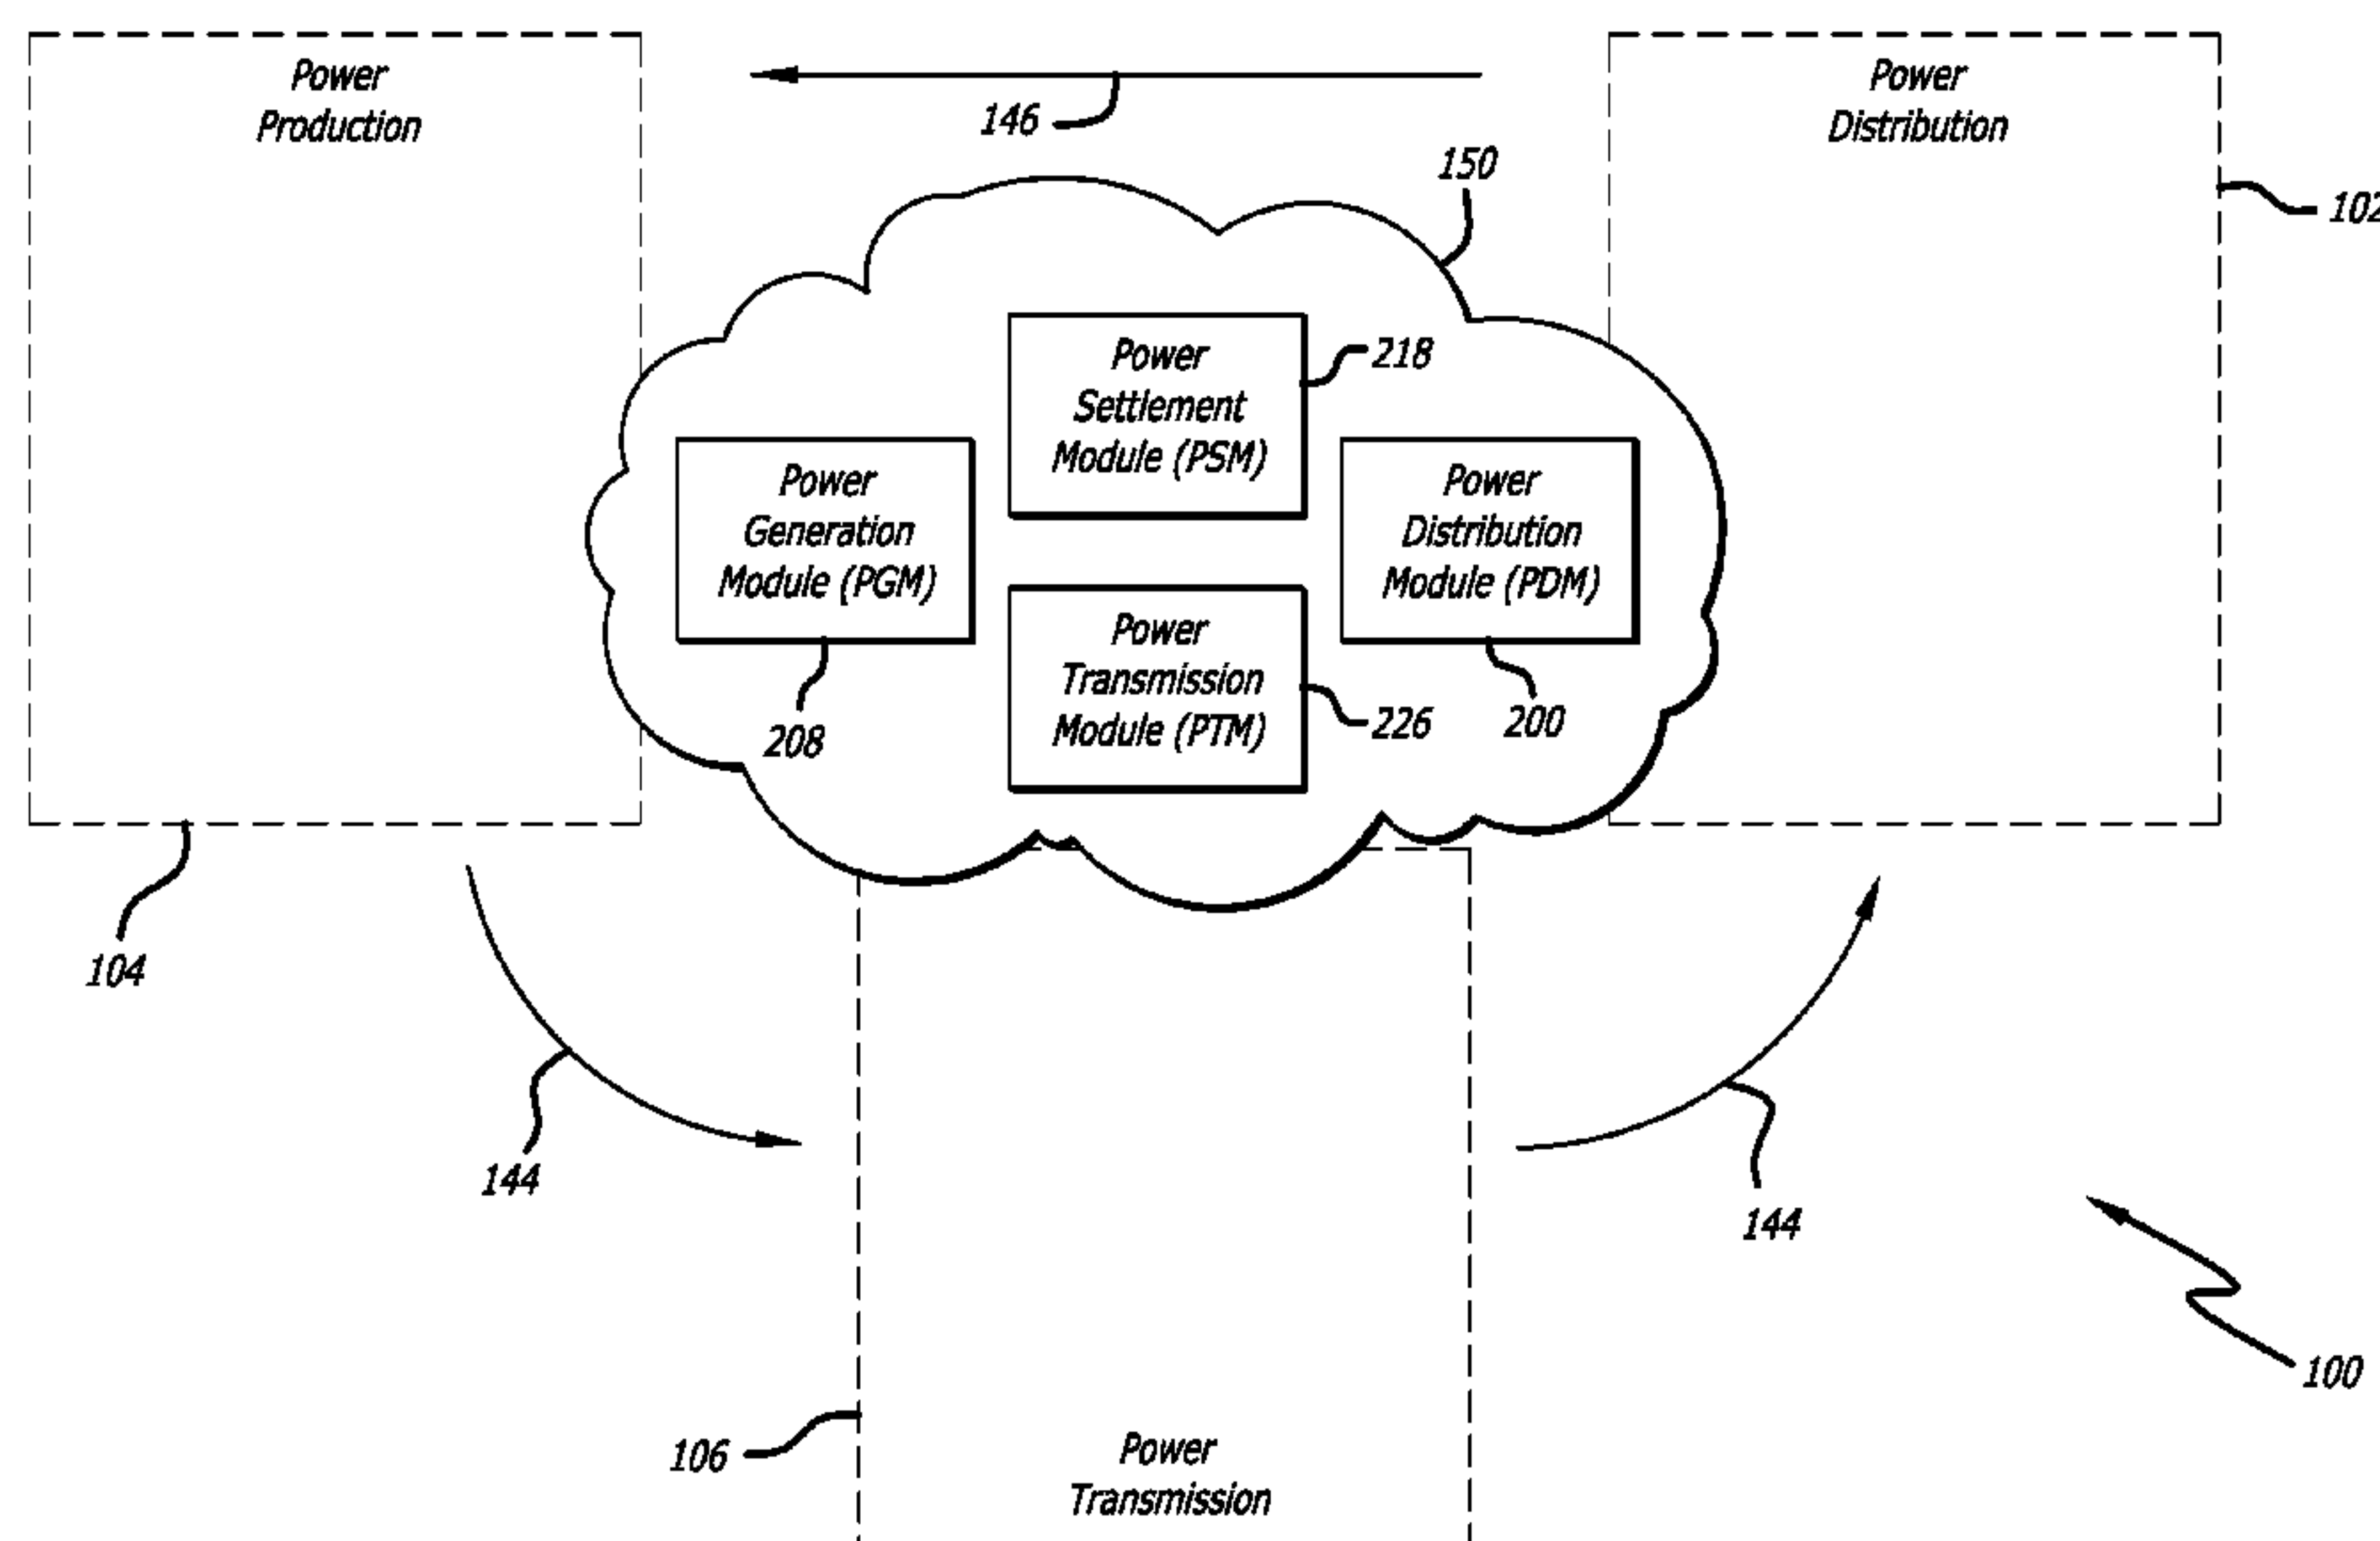 Power
Production
146
Power
Distribution
150
102
Power
Settlement
Module (PSM)
218
Power
Generation
Module (PGM)
208
Power
Distribution
Module (PDM)
200
Power
Transmission
Module (PTM)
226
104
144
144
100
106
Power
Transmission